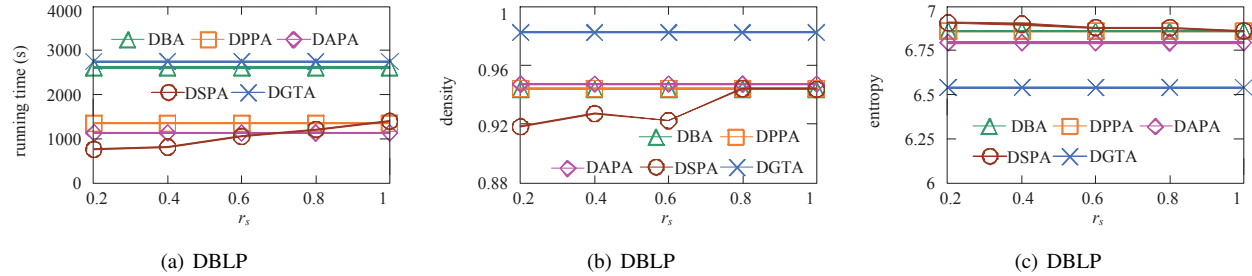 4000
3000
2000
1000
0
running time (s)
DBA DPPA DAPA
DSPA DGTA
0.2 0.4 0.6 0.8 1
r_s
(a) DBLP
1
0.96
0.92
0.88
density
DBA DPPA
DAPA DSPA DGTA
0.2 0.4 0.6 0.8 1
r_s
(b) DBLP
7
6.75
6.5
6.25
6
entropy
DBA DPPA DAPA
DSPA DGTA
0.2 0.4 0.6 0.8 1
r_s
(c) DBLP